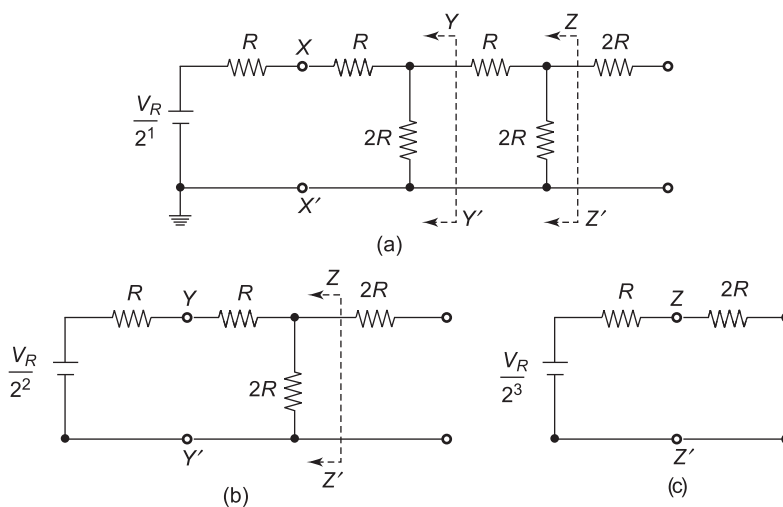 Y Z
R X R R 2R
V_R/2^1
2R 2R
X' Y' Z'
(a)
Z
R Y R 2R R Z 2R
V_R/2^2 2R V_R/2^3
Y' Z' Z'
(b) (c)